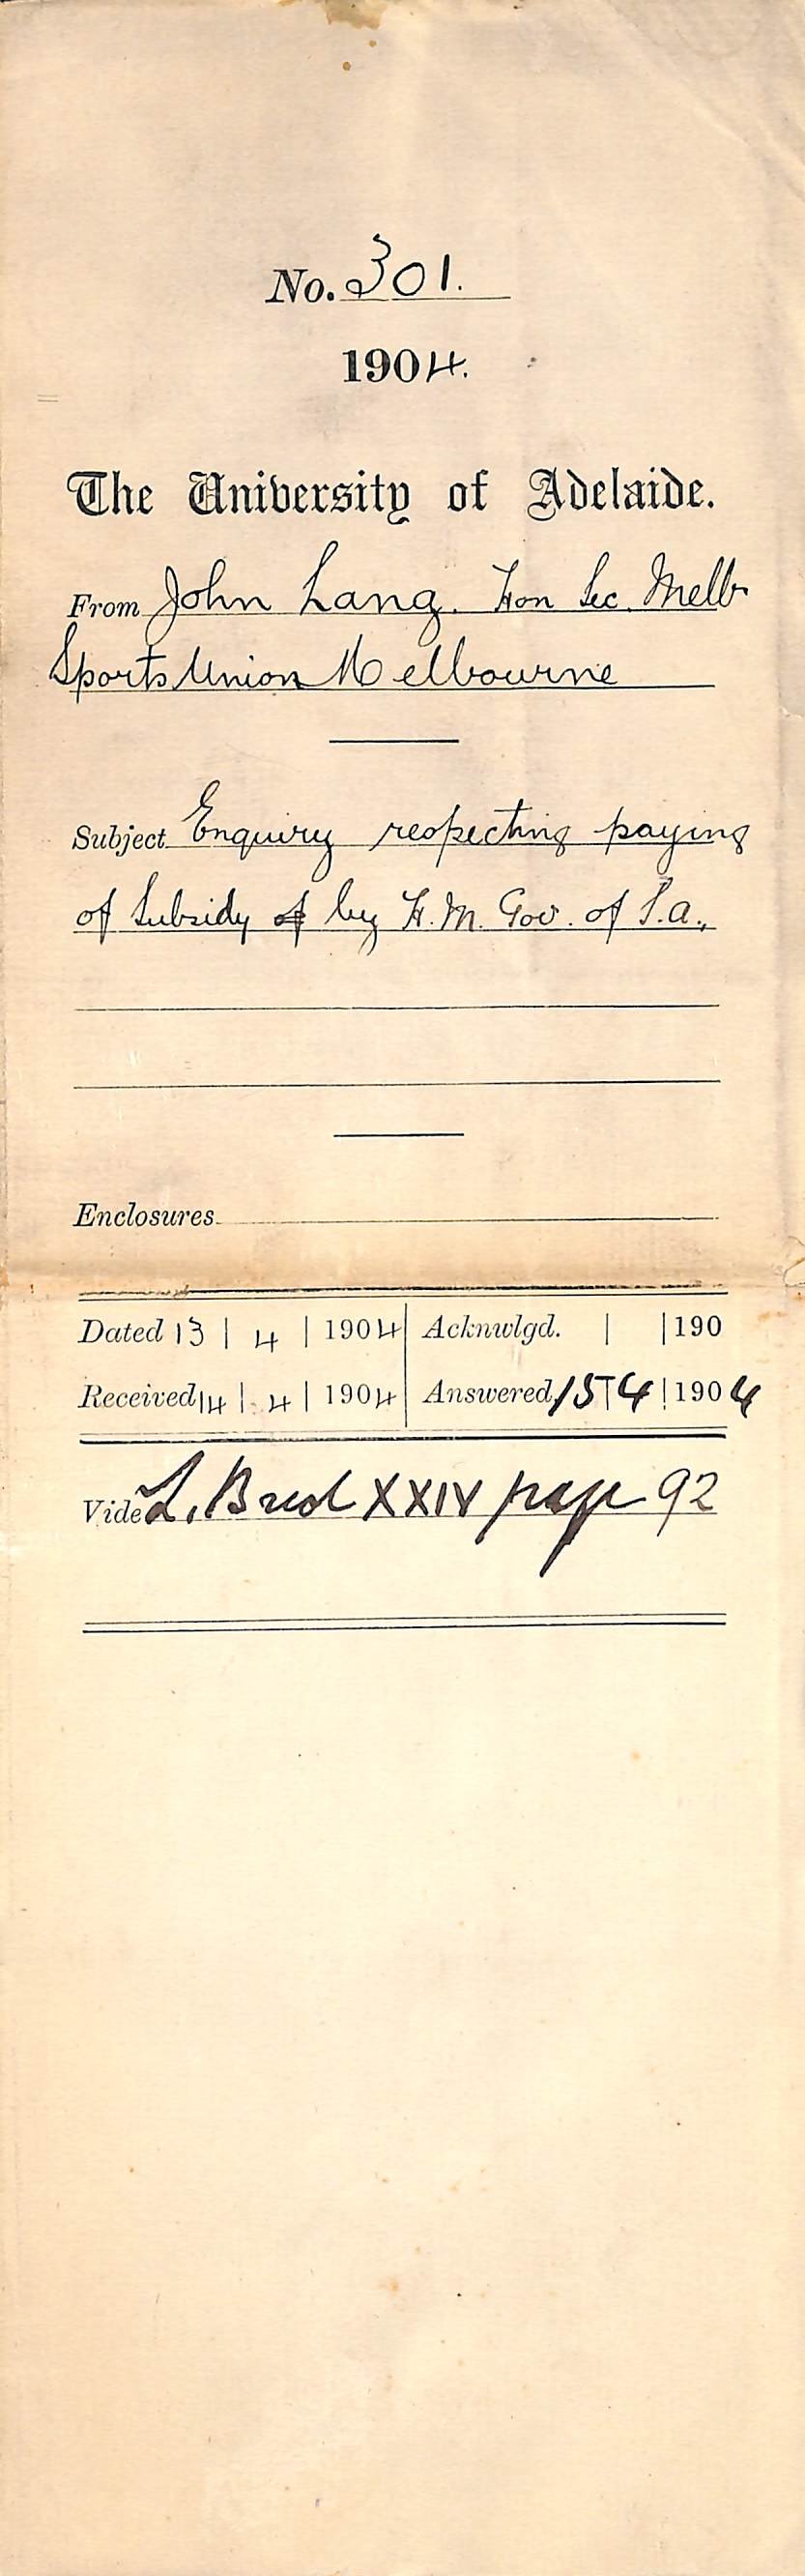 No. 301.
1904.
The University of Adelaide.
From John Lang. Hon Sec. Melb
Sports Union Melbourne
Subject Enquiry respecting paying
of Subsidy of by H.M. Gov. of S.A.,
Enclosures
Dated 13 | 4 | 1904 Acknwlgd. | | 190
Received 14 | 4 | 1904 Answered 15 | 4 | 1904
Vide L. XXIV page 92